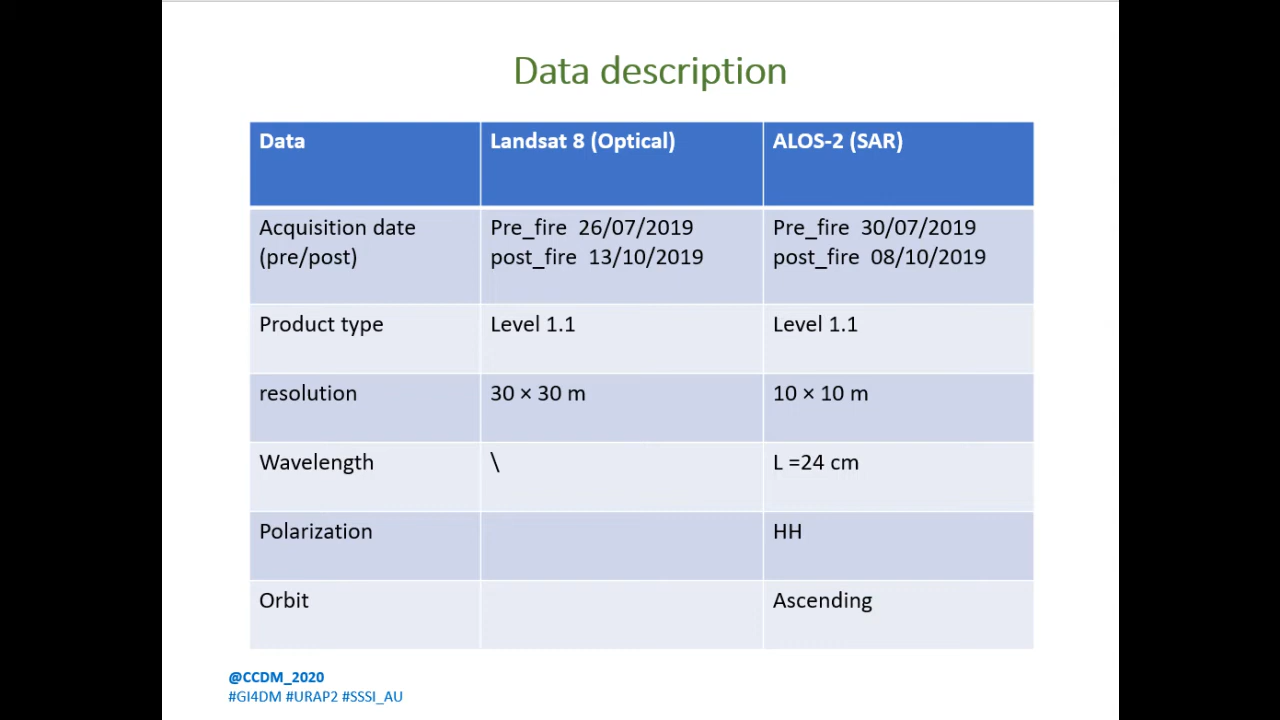 Data description
Data
Landsat 8 (Optical)
ALOS-2 (SAR)
Acquisition date
(pre/post)
Pre_fire 26/07/2019
post_fire 13/10/2019
Pre_fire 30/07/2019
post_fire 08/10/2019
Product type
Level 1.1
Level 1.1
resolution
30 × 30 m
10 × 10 m
Wavelength
\
L =24 cm
Polarization
HH
Orbit
Ascending
@CCDM_2020
#GI4DM #URAP2 #SSSI_AU